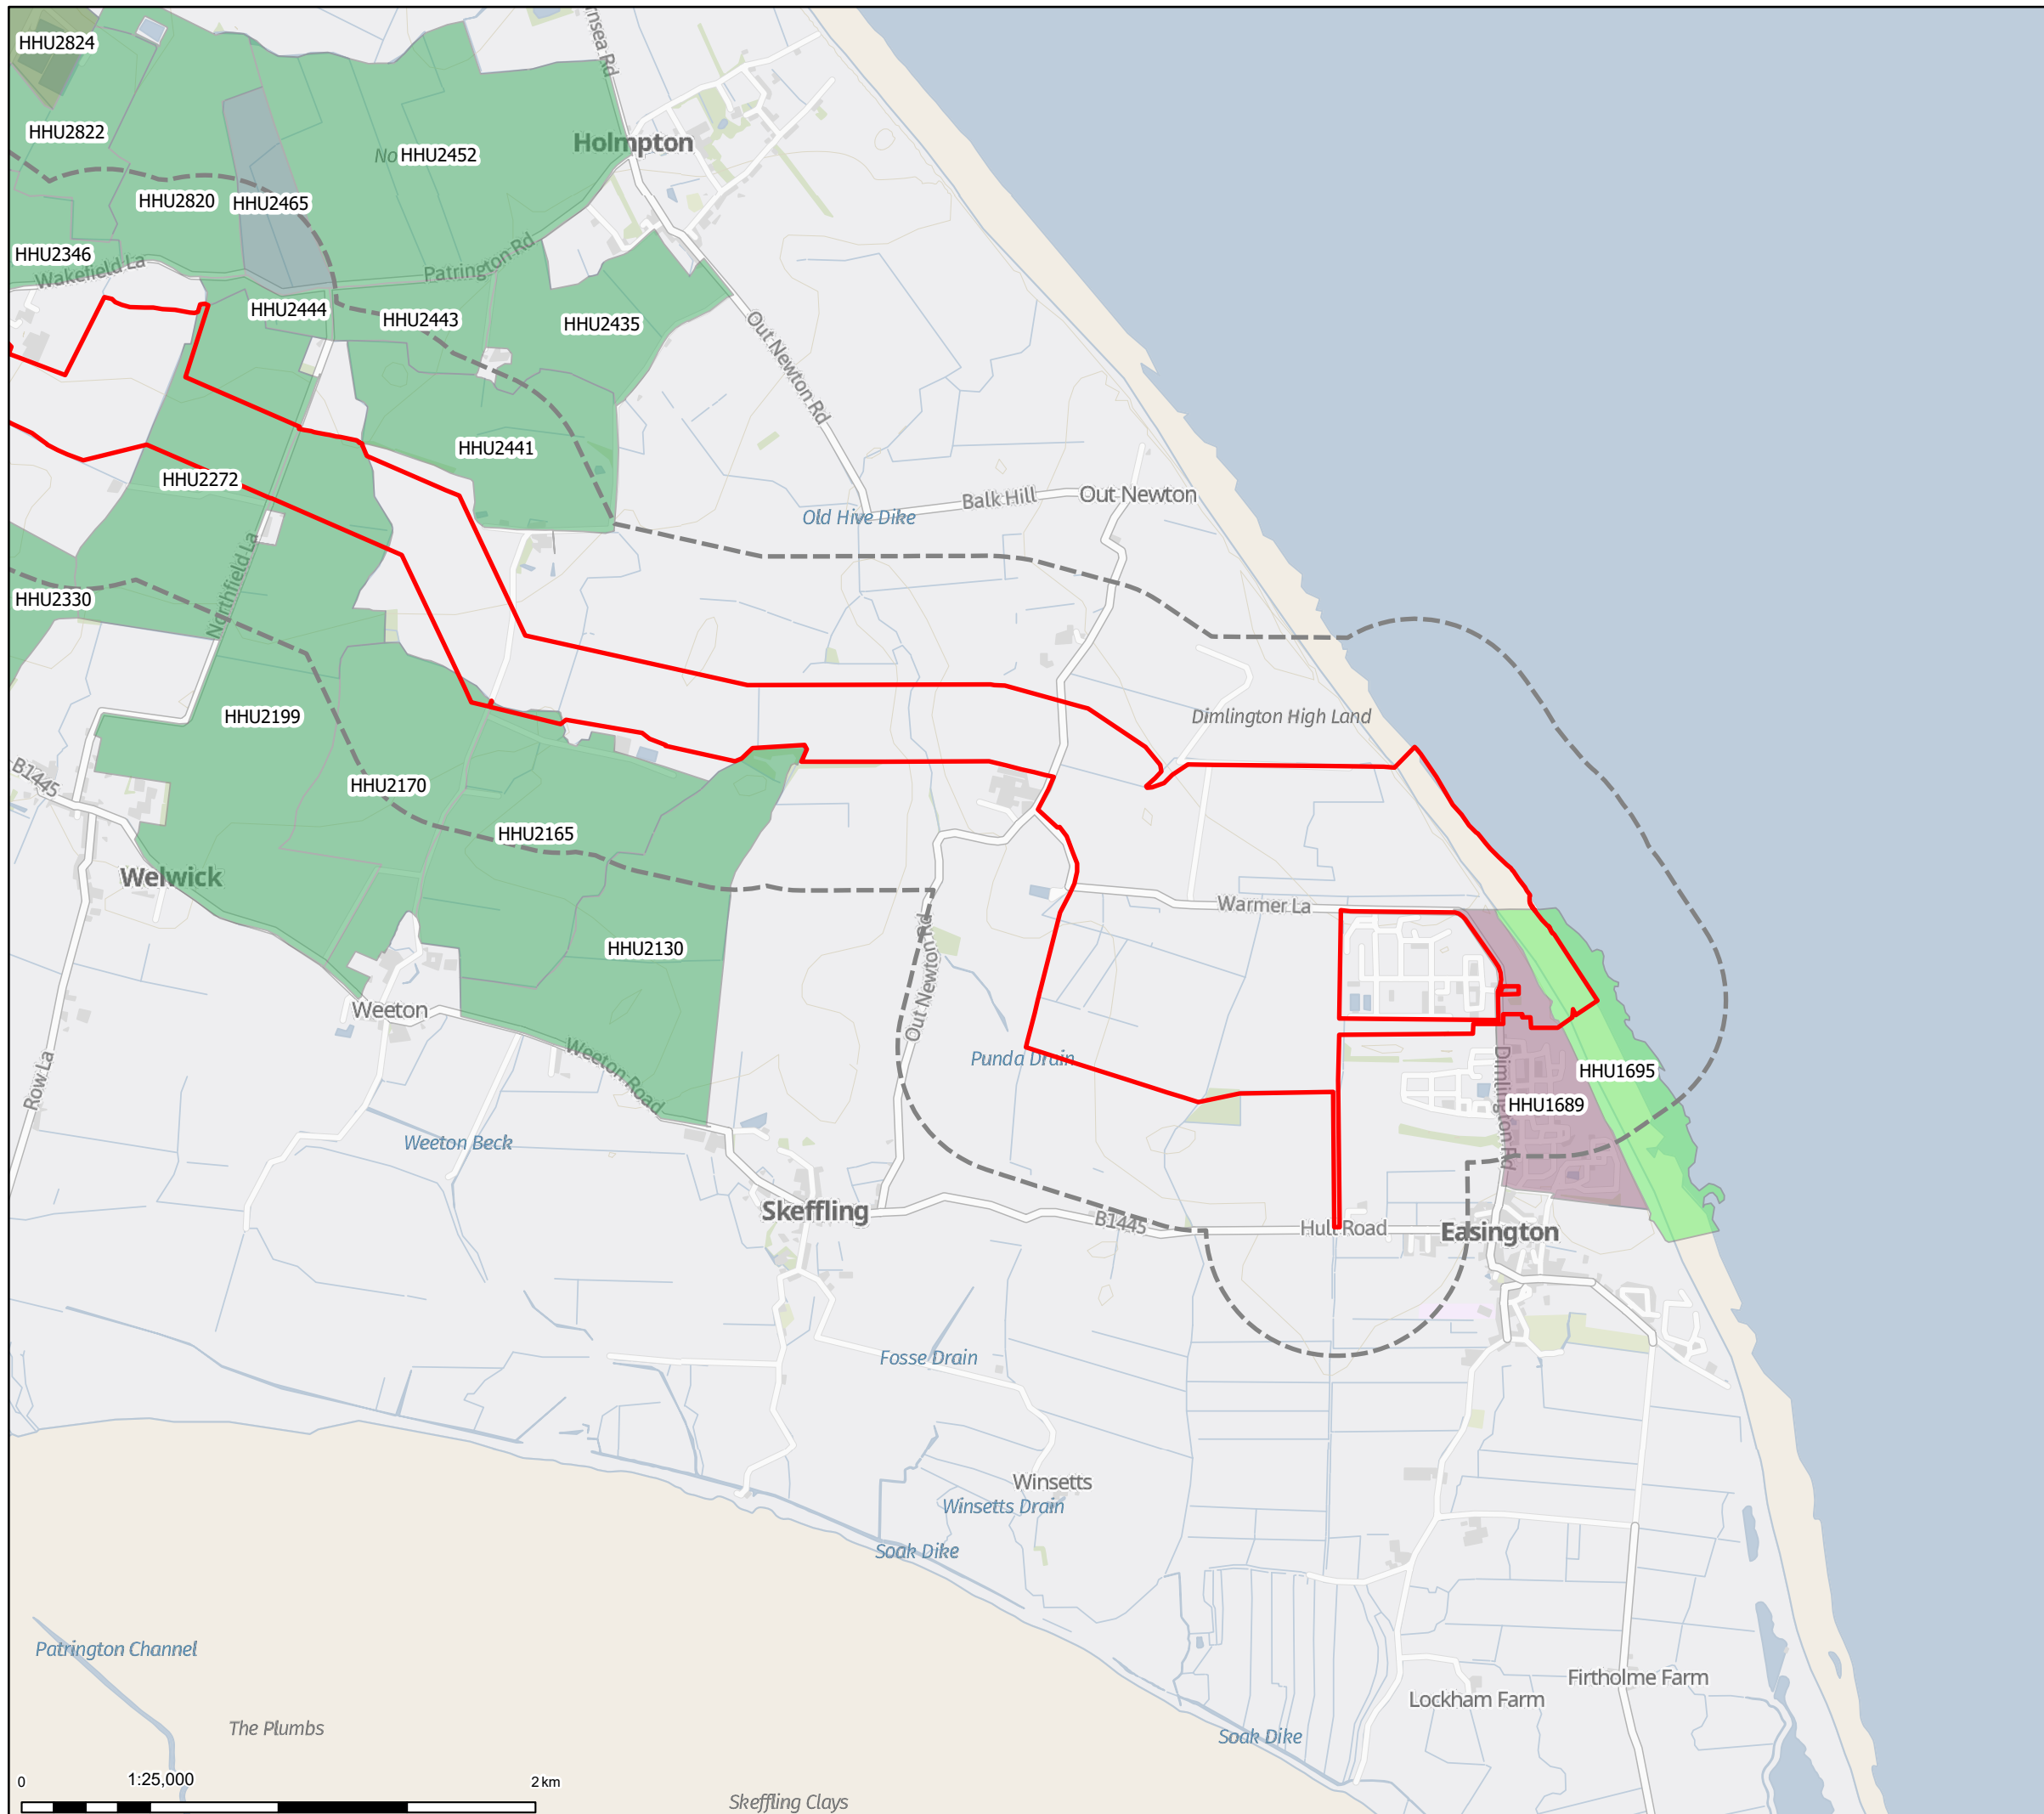 HHU2824
nsea Rd
HHU2822
Holmpton
No
HHU2452
HHU2820
HHU2465
HHU2346
Wakefield La
Patrington Rd
HHU2444
HHU2443
HHU2435
Out Newton Rd
HHU2441
HHU2272
Balk Hill
Out Newton
Old Hive Dike
Northfield La
HHU2330
HHU2199
Dimlington High Land
B1445
HHU2170
HHU2165
Welwick
Warmer La
HHU2130
Out Newton Rd
Weeton
Weeton Road
Punda Drain
Row La
Dimlington Rd
HHU1695
HHU1689
Weeton Beck
Skeffling
B1445
Hull Road
Easington
Fosse Drain
Winsetts
Winsetts Drain
Soak Dike
Patrington Channel
Firtholme Farm
Lockham Farm
The Plumbs
Soak Dike
0 1:25,000 2 km
Skeffling Clays